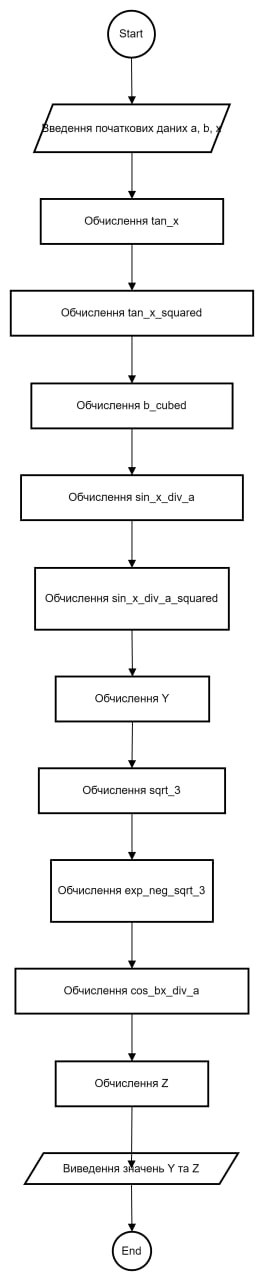 Start
Введення початкових даних a, b, x
Обчислення tan_x
Обчислення tan_x_squared
Обчислення b_cubed
Обчислення sin_x_div_a
Обчислення sin_x_div_a_squared
Обчислення Y
Обчислення sqrt_3
Обчислення exp_neg_sqrt_3
Обчислення cos_bx_div_a
Обчислення Z
Виведення значень Y та Z
End